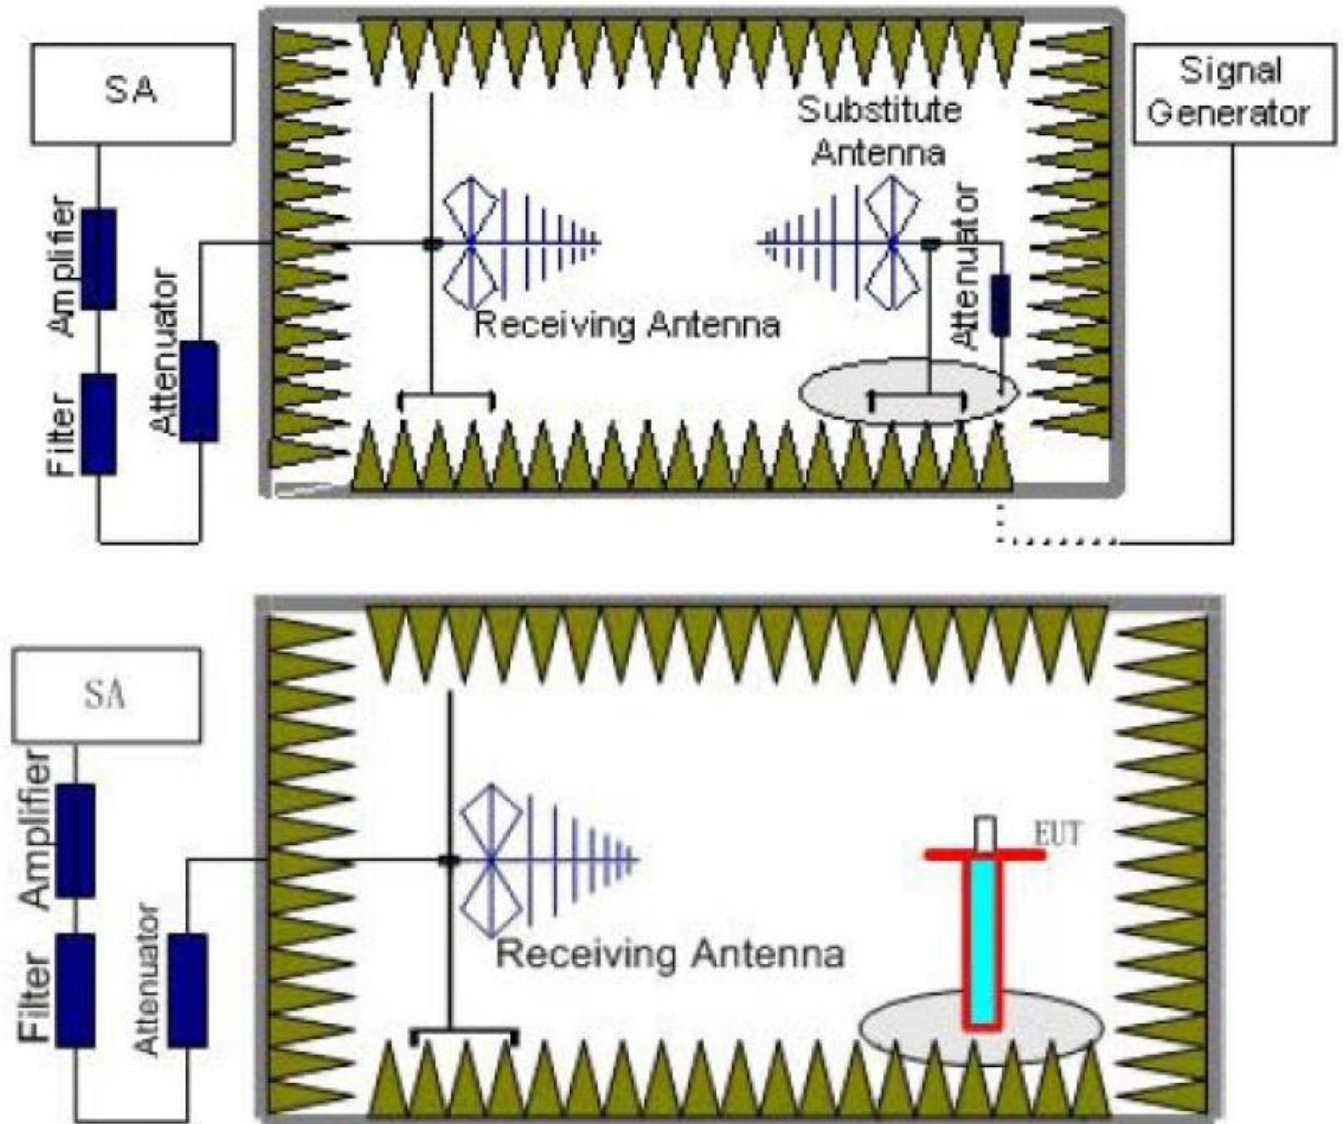 SA
Signal
Generator
Substitute
Antenna
Amplifier
Attenuator
Attenuator
Receiving Antenna
Filter
SA
Amplifier
EUT
Attenuator
Filter
Receiving Antenna